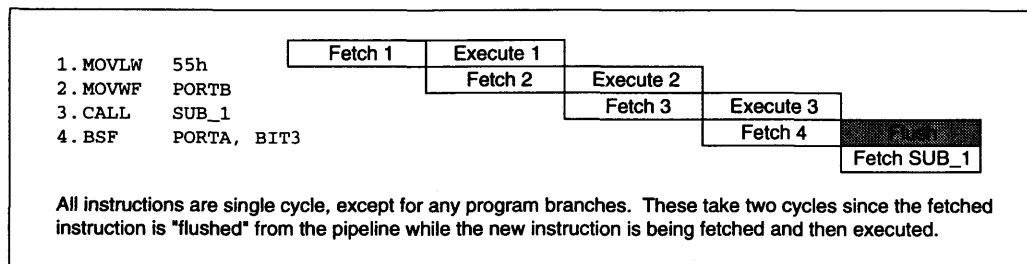 Fetch 1 Execute 1
1. MOVLW 55h
Fetch 2 Execute 2
2. MOVWF PORTB
Fetch 3 Execute 3
3. CALL SUB_1
Fetch 4 Flush
4. BSF PORTA, BIT3
Fetch SUB_1
All instructions are single cycle, except for any program branches. These take two cycles since the fetched
instruction is "flushed" from the pipeline while the new instruction is being fetched and then executed.